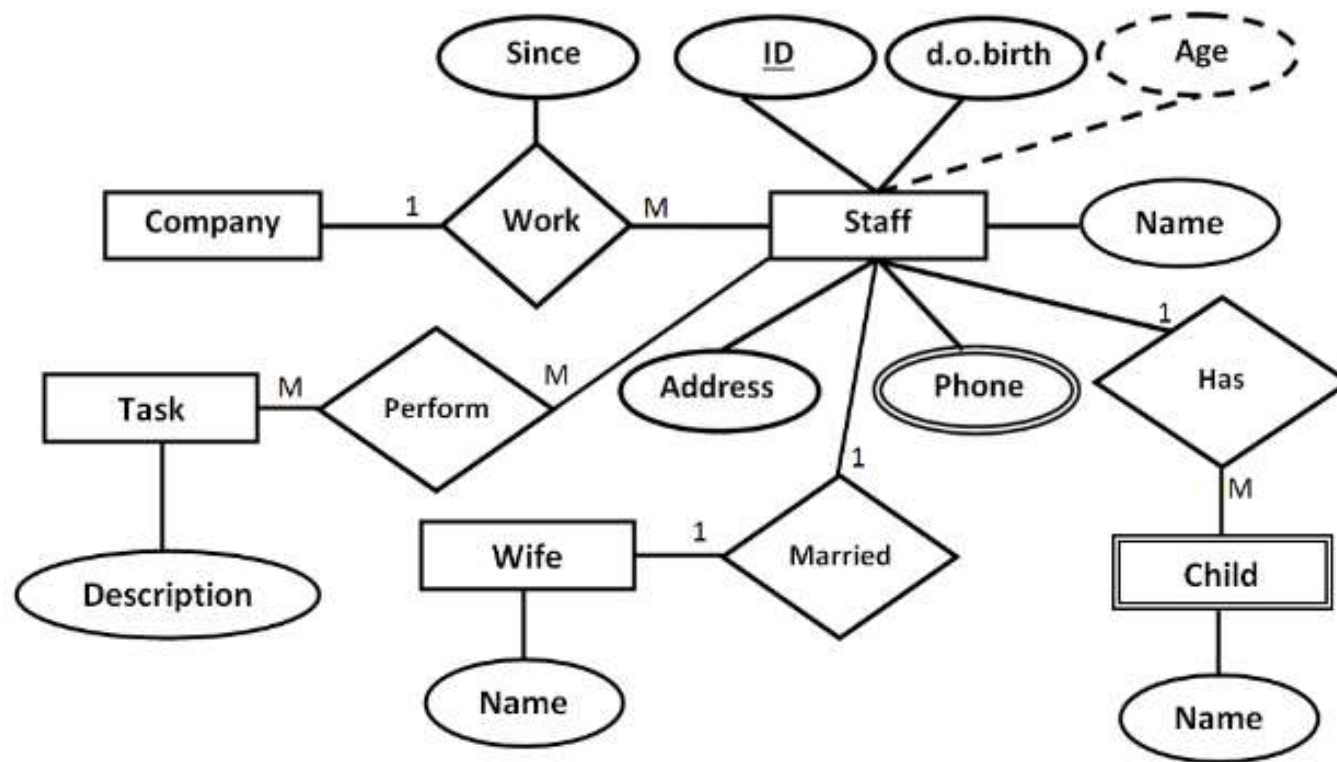 Since
ID
d.o.birth
Age
Company
1
Work
M
Staff
Name
Task
M
Perform
M
Address
Phone
1
Has
M
Description
Wife
1
Married
1
Child
Name
Name